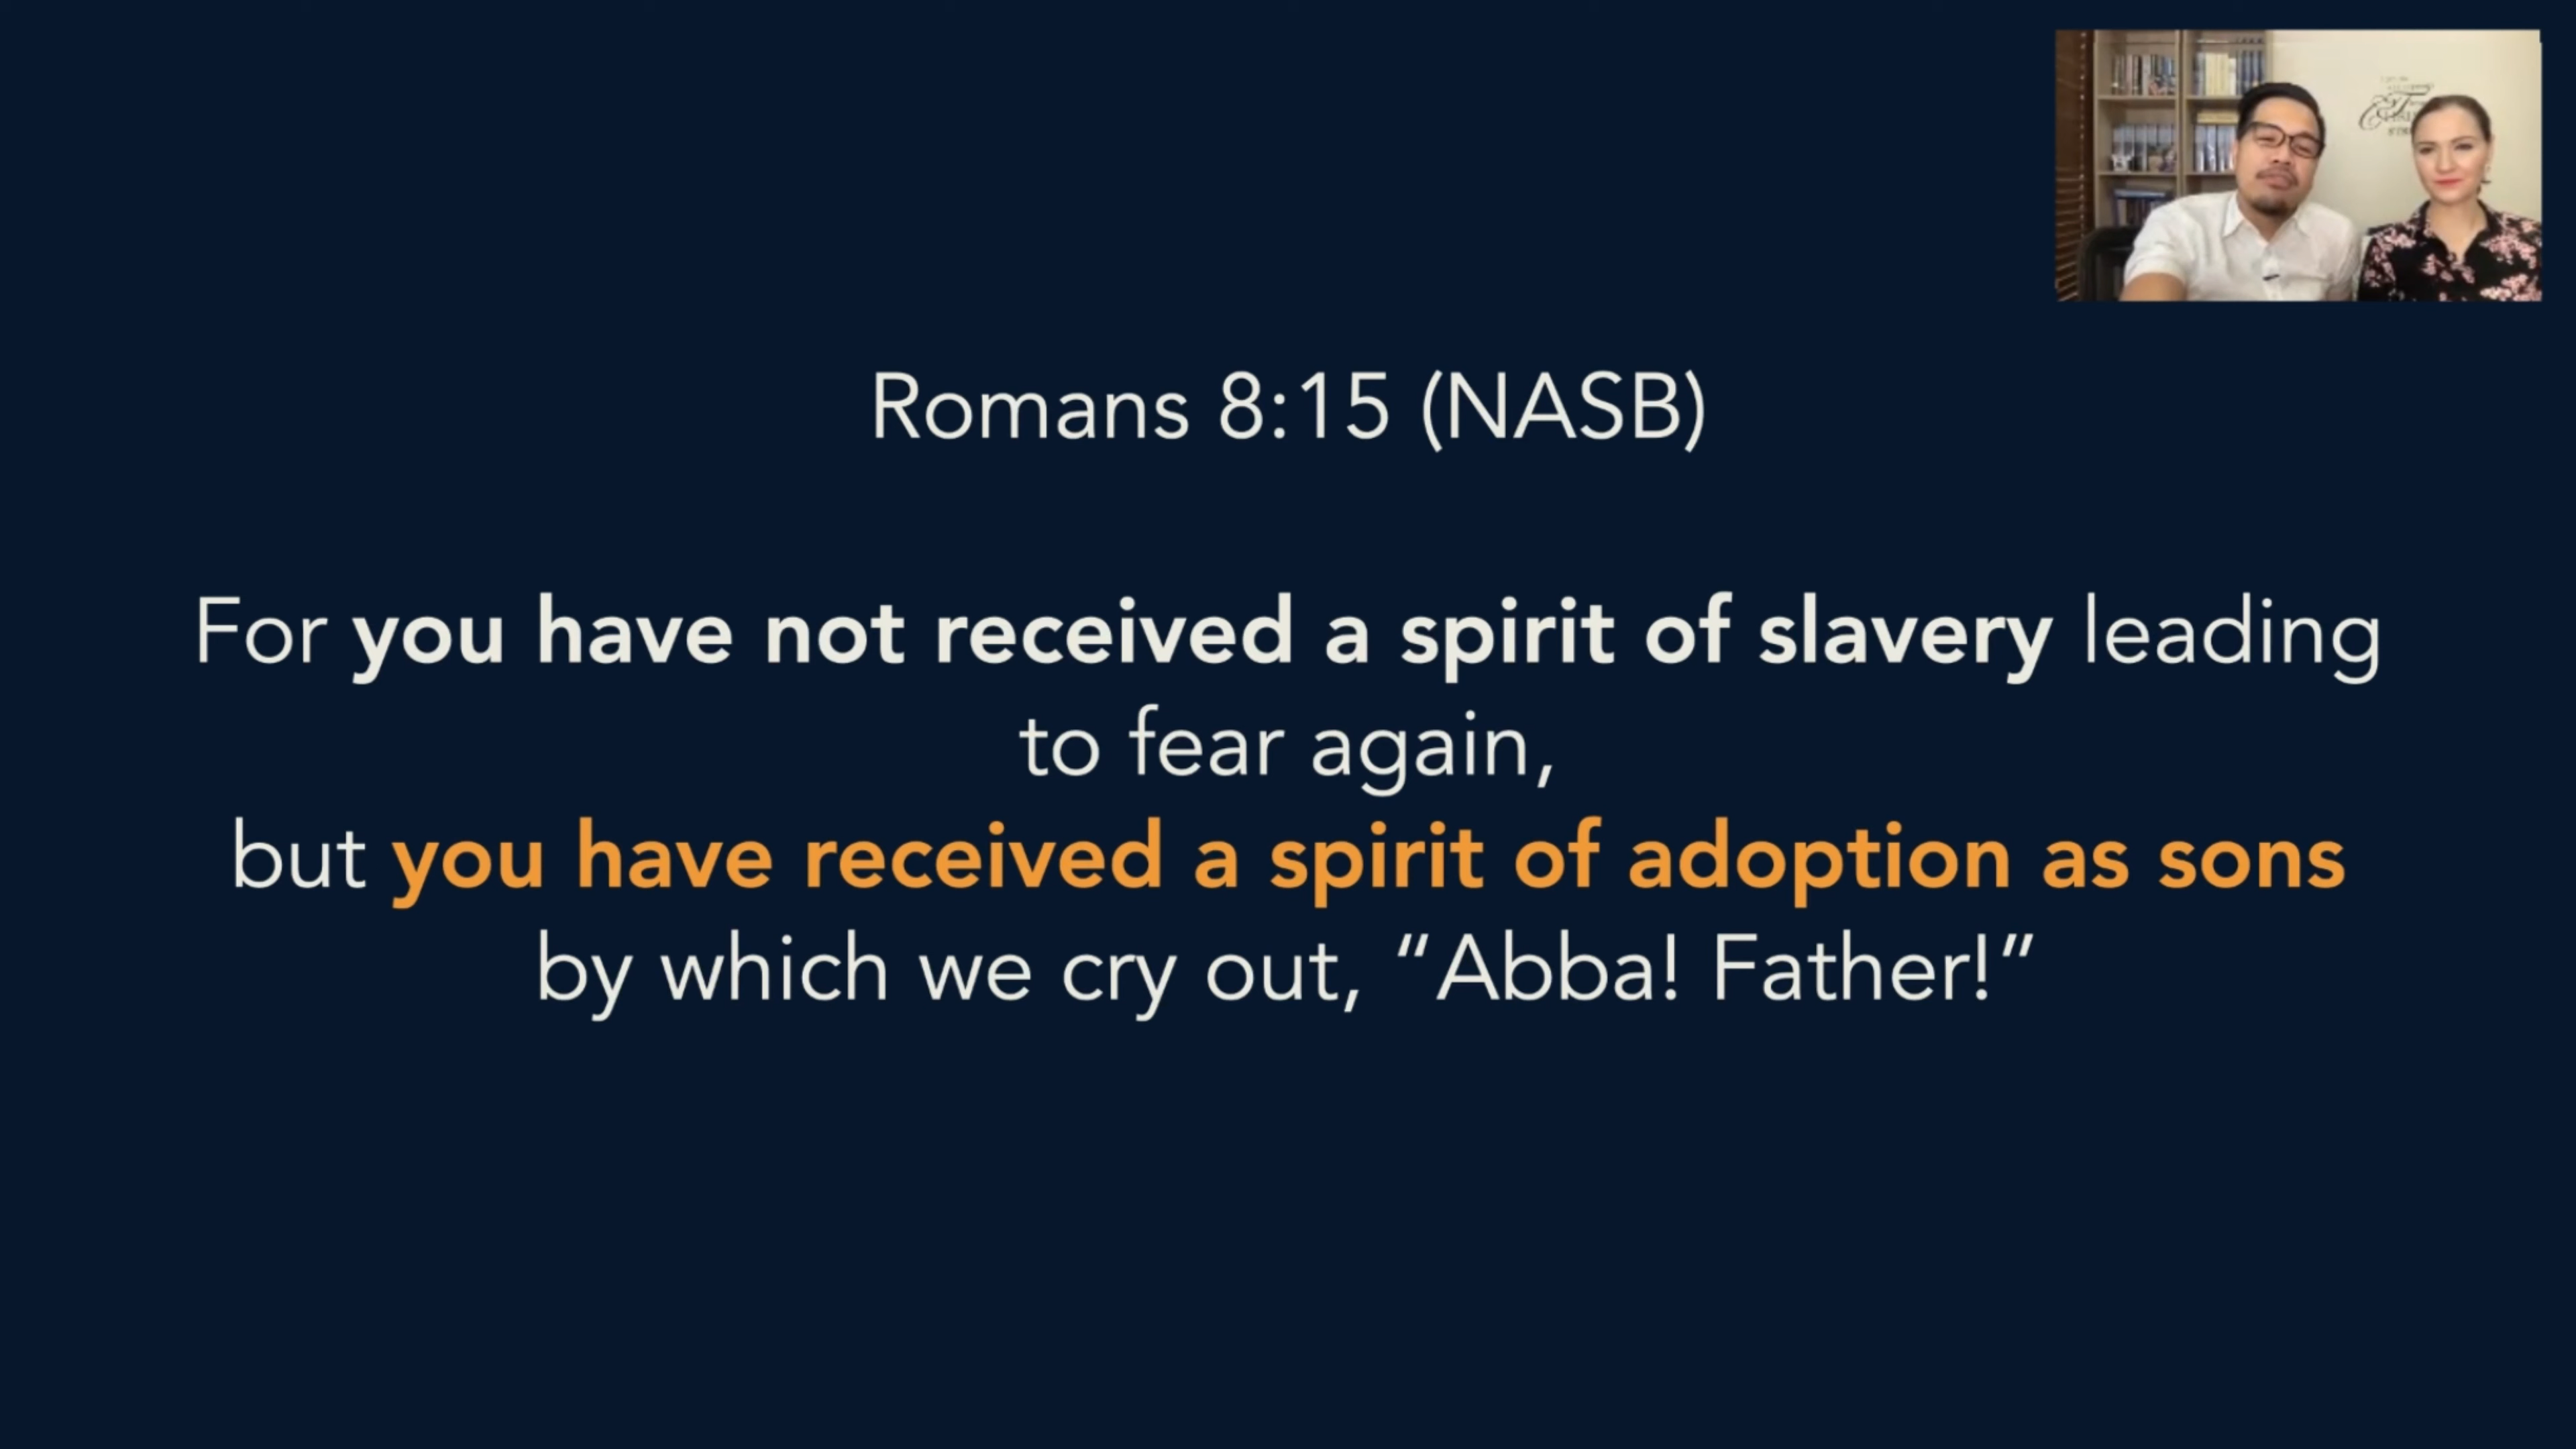 Romans 8:15 (NASB)
For you have not received a spirit of slavery leading
to fear again,
but you have received a spirit of adoption as sons
by which we cry out, “Abba! Father!”